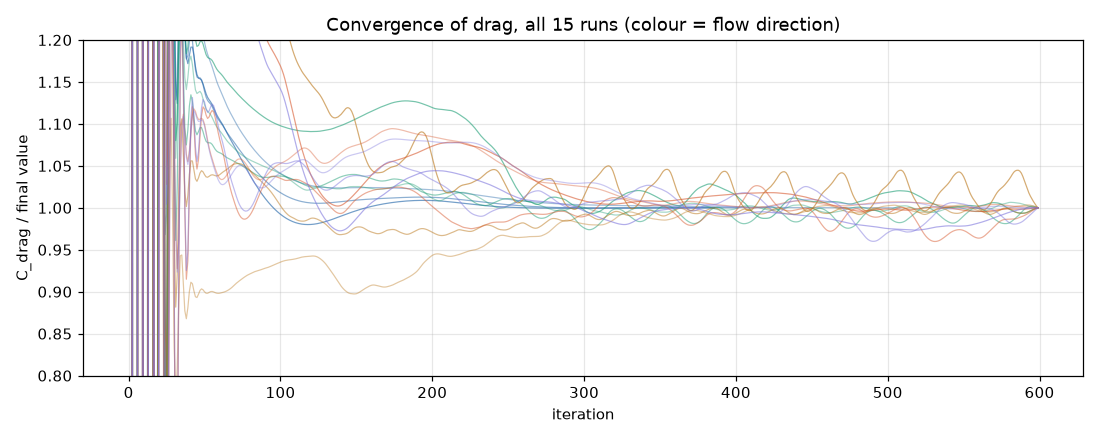 Convergence of drag, all 15 runs (colour = flow direction)
C_drag / final value
1.20
1.15
1.10
1.05
1.00
0.95
0.90
0.85
0.80
0 100 200 300 400 500 600
iteration